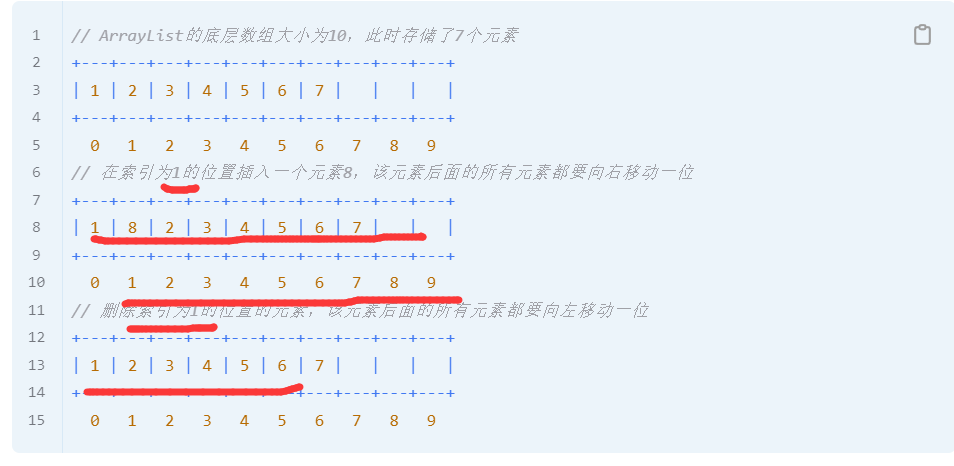 1 // ArrayList的底层数组大小为10，此时存储了7个元素
2 +---+---+---+---+---+---+---+---+---+---+
3 | 1 | 2 | 3 | 4 | 5 | 6 | 7 |   |   |   |
4 +---+---+---+---+---+---+---+---+---+---+
5   0   1   2   3   4   5   6   7   8   9
6 // 在索引为1的位置插入一个元素8，该元素后面的所有元素都要向右移动一位
7 +---+---+---+---+---+---+---+---+---+---+
8 | 1 | 8 | 2 | 3 | 4 | 5 | 6 | 7 |   |   |
9 +---+---+---+---+---+---+---+---+---+---+
10   0   1   2   3   4   5   6   7   8   9
11 // 删除索引为1的位置的元素，该元素后面的所有元素都要向左移动一位
12 +---+---+---+---+---+---+---+---+---+---+
13 | 1 | 2 | 3 | 4 | 5 | 6 | 7 |   |   |   |
14 +---+---+---+---+---+---+---+---+---+---+
15   0   1   2   3   4   5   6   7   8   9